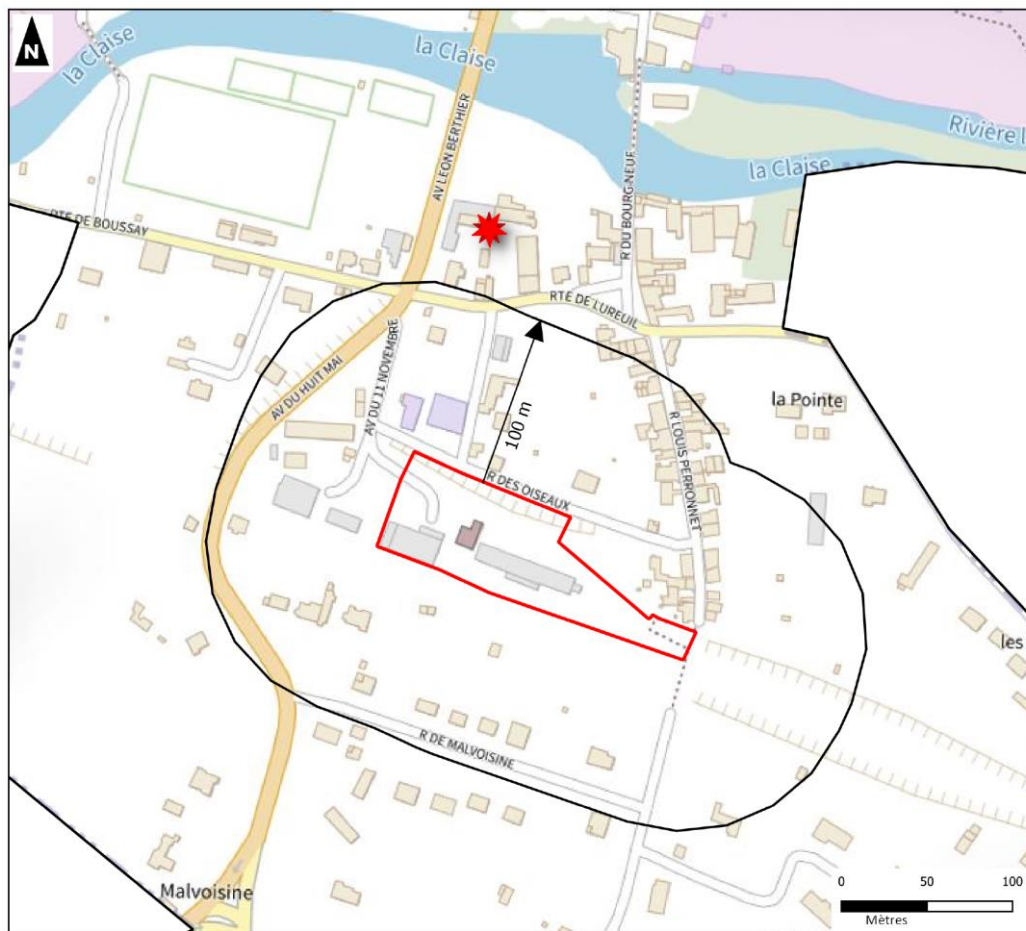 N
la Claise
la Claise
AV LEON BERTHIER
Rivière l
la Claise
R DU BOURG-NEUF
RTE DE BOUSSAY
RTE DE LUREUIL
AV DU HUIT MAI
AV DU 11 NOVEMBRE
100 m
la Pointe
R LOUIS PERRONNET
R DES OISEAUX
les
R DE MALVOISINE
Malvoisine
0 50 100
Mètres